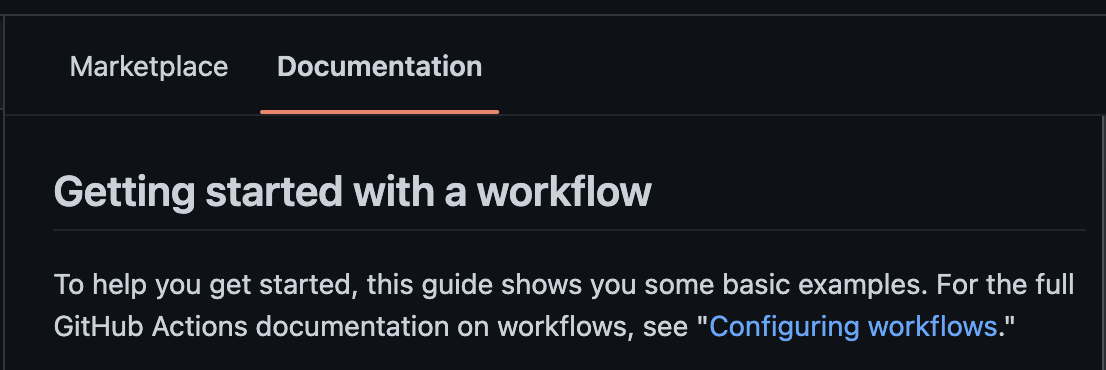 Marketplace
Documentation
Getting started with a workflow
To help you get started, this guide shows you some basic examples. For the full
GitHub Actions documentation on workflows, see "Configuring workflows."